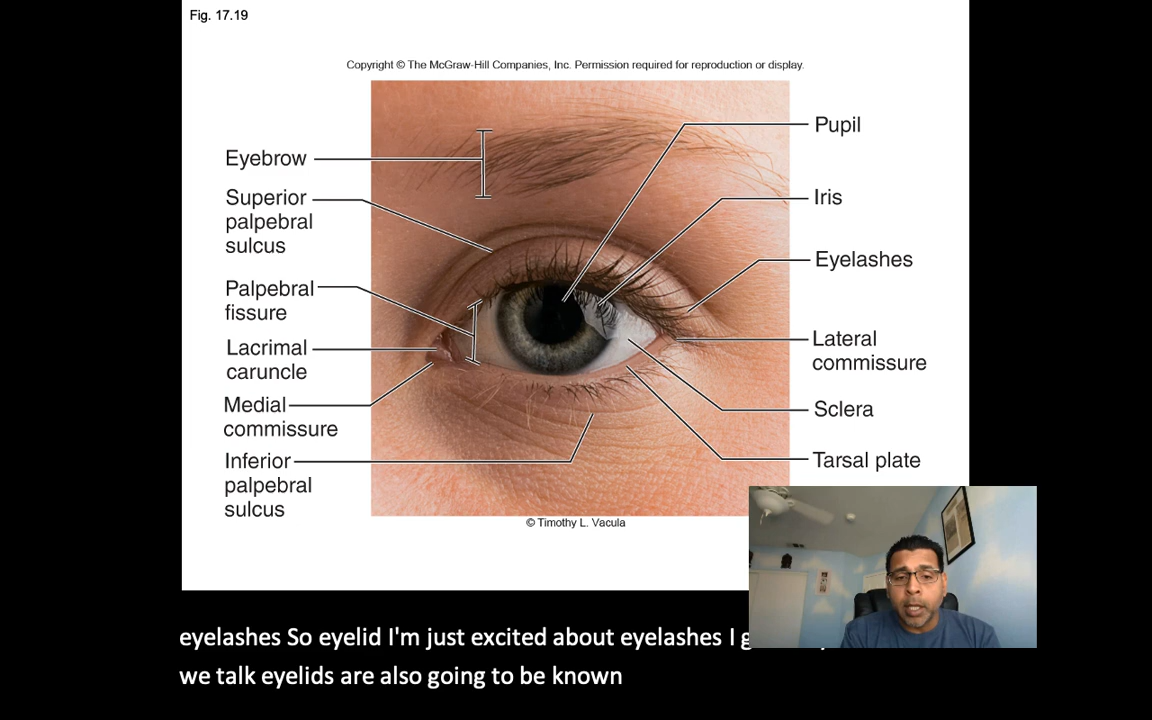 Fig. 17.19
Copyright © The McGraw-Hill Companies, Inc. Permission required for reproduction or display.
Eyebrow
Superior
palpebral
sulcus
Palpebral
fissure
Lacrimal
caruncle
Medial
commissure
Inferior
palpebral
sulcus
Pupil
Iris
Eyelashes
Lateral
commissure
Sclera
Tarsal plate
© Timothy L. Vacula
eyelashes So eyelid I'm just excited about eyelashes I
we talk eyelids are also going to be known